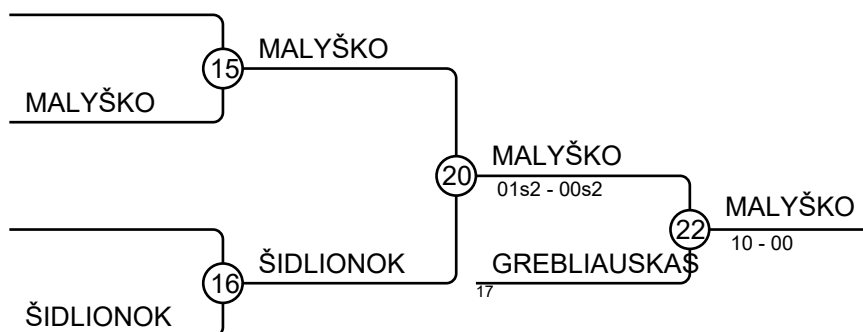 MALYŠKO
15
MALYŠKO
MALYŠKO
20
01s2 - 00s2
MALYŠKO
22
10 - 00
ŠIDLIONOK
16
GREBLIAUSKAS
17
ŠIDLIONOK